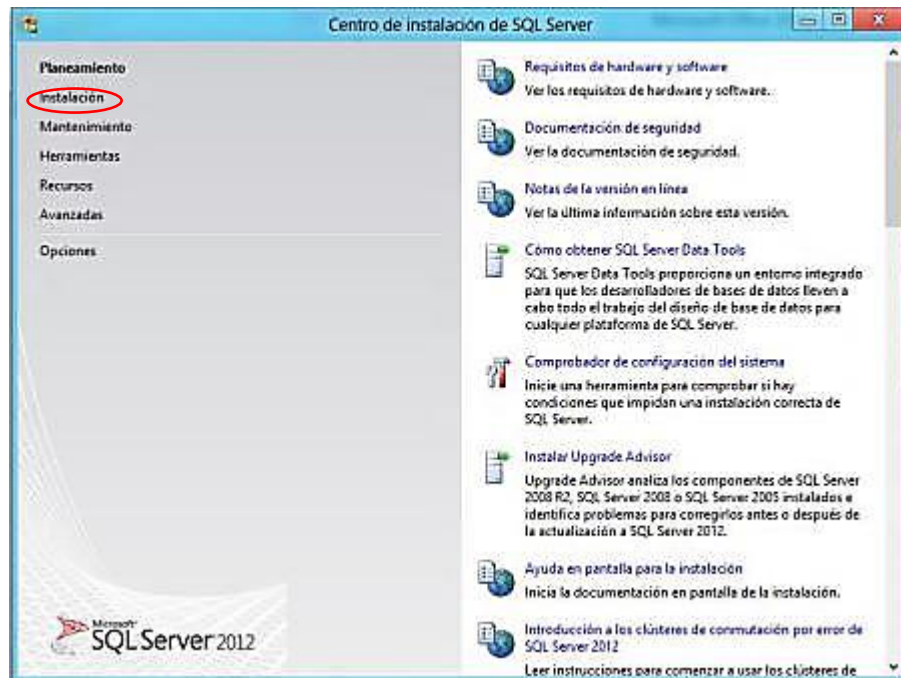 Centro de instalación de SQL Server
Planeamiento
Instalación
Mantenimiento
Herramientas
Recursos
Avanzadas
Opciones
Requisitos de hardware y software
Ver los requisitos de hardware y software.
Documentación de seguridad
Ver la documentación de seguridad.
Notas de la versión en línea
Ver la última información sobre esta versión.
Cómo obtener SQL Server Data Tools
SQL Server Data Tools proporciona un entorno integrado
para que los desarrolladores de bases de datos lleven a
cabo todo el trabajo del diseño de base de datos para
cualquier plataforma de SQL Server.
Comprobador de configuración del sistema
Inicie una herramienta para comprobar si hay
condiciones que impidan una instalación correcta de
SQL Server.
Instalar Upgrade Advisor
Upgrade Advisor analiza los componentes de SQL Server
2008 R2, SQL Server 2008 o SQL Server 2005 instalados e
identifica problemas para corregirlos antes o después de
la actualización a SQL Server 2012.
Ayuda en pantalla para la instalación
Inicia la documentación en pantalla de la instalación.
Introducción a los clústeres de conmutación por error de
SQL Server 2012
Leer instrucciones para comenzar a usar los clústeres de
Microsoft
SQL Server 2012